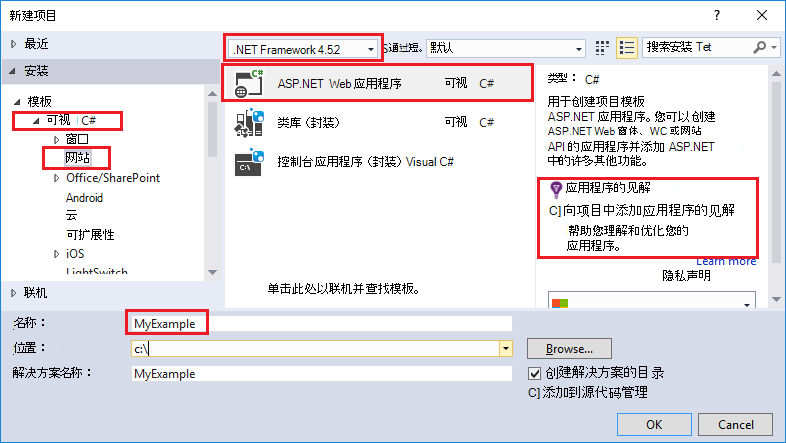 新建项目
?
最近
.NET Framework 4.5.2
S通过短。
默认
搜索安装 Tet
安装
模板
可视 C#
窗口
网站
Office/SharePoint
Android
云
可扩展性
iOS
LightSwitch
联机
ASP.NET Web 应用程序 可视 C#
类库 (封装) 可视 C#
控制台应用程序 (封装) Visual C#
单击此处以联机并查找模板。
类型: C#
用于创建项目模板
ASP.NET 应用程序。您可以创建
ASP.NET Web 窗体、WC 或网站
API 的应用程序并添加 ASP.NET
中的许多其他功能。
应用程序的见解
C]向项目中添加应用程序的见解
帮助您理解和优化您的
应用程序。
Learn more
隐私声明
名称: MyExample
位置: c:\
Browse...
解决方案名称: MyExample
创建解决方案的目录
C]添加到源代码管理
OK
Cancel